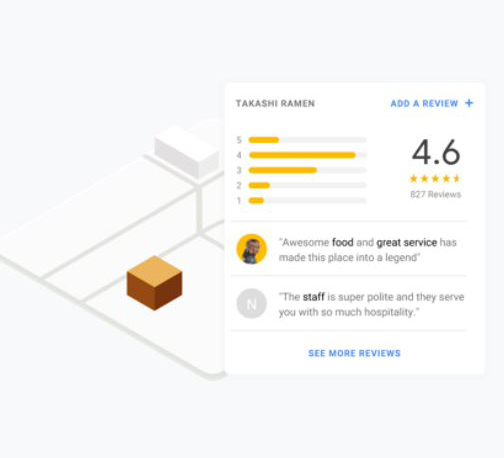 TAKASHI RAMEN
ADD A REVIEW +
5
4
3
2
1
4.6
827 Reviews
"Awesome food and great service has
made this place into a legend"
N
"The staff is super polite and they serve
you with so much hospitality."
SEE MORE REVIEWS